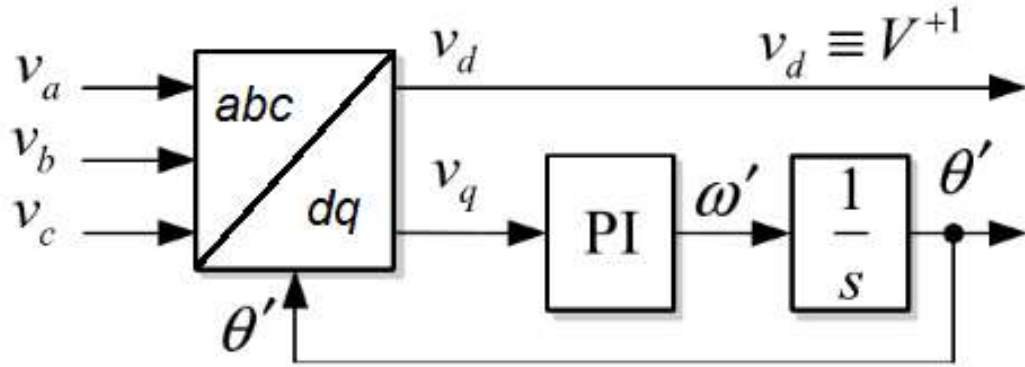 v_a
v_b
v_c
abc
dq
v_d
v_d ≡ V^{+1}
v_q
PI
ω′
1
s
θ′
θ′